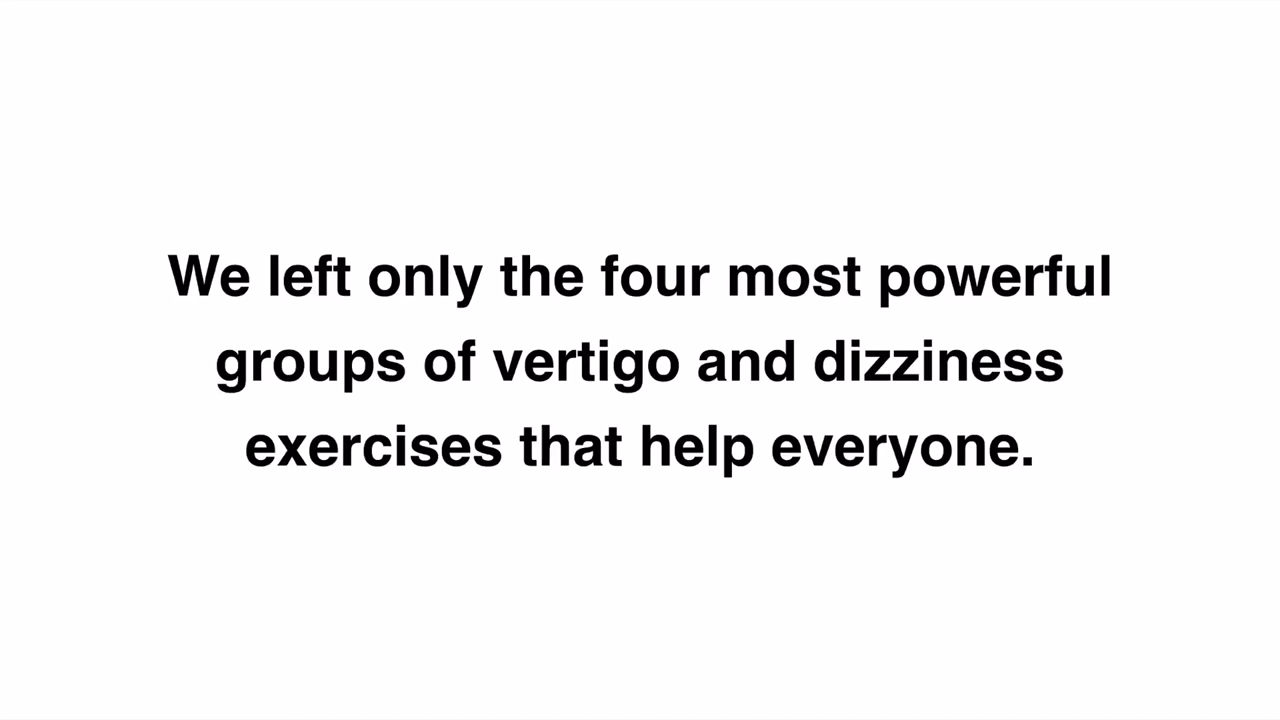 We left only the four most powerful
groups of vertigo and dizziness
exercises that help everyone.